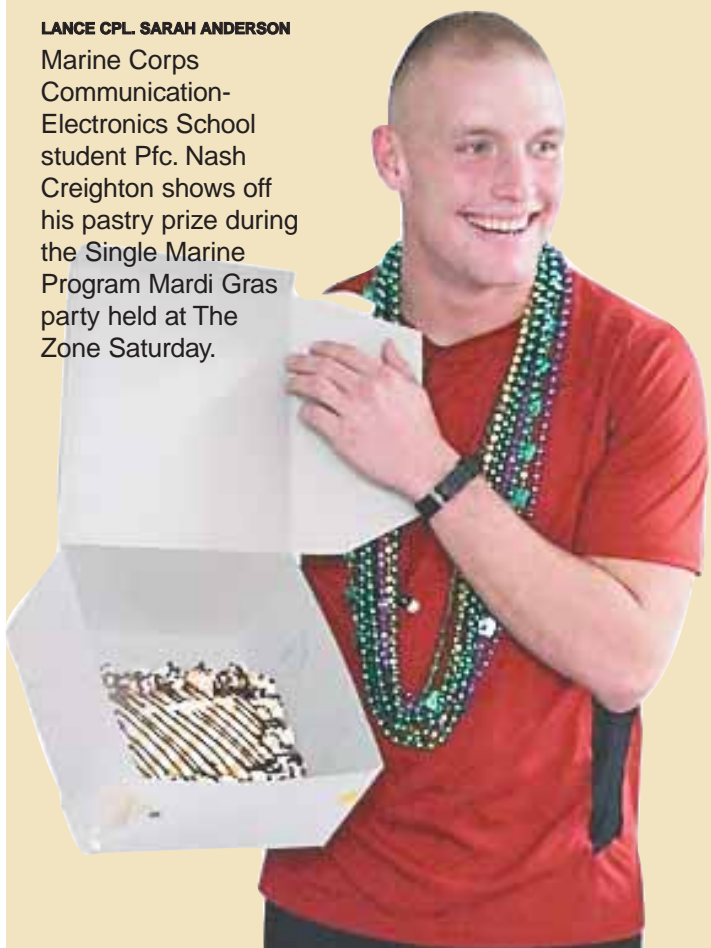 LANCE CPL. SARAH ANDERSON
Marine Corps
Communication-
Electronics School
student Pfc. Nash
Creighton shows off
his pastry prize during
the Single Marine
Program Mardi Gras
party held at The
Zone Saturday.